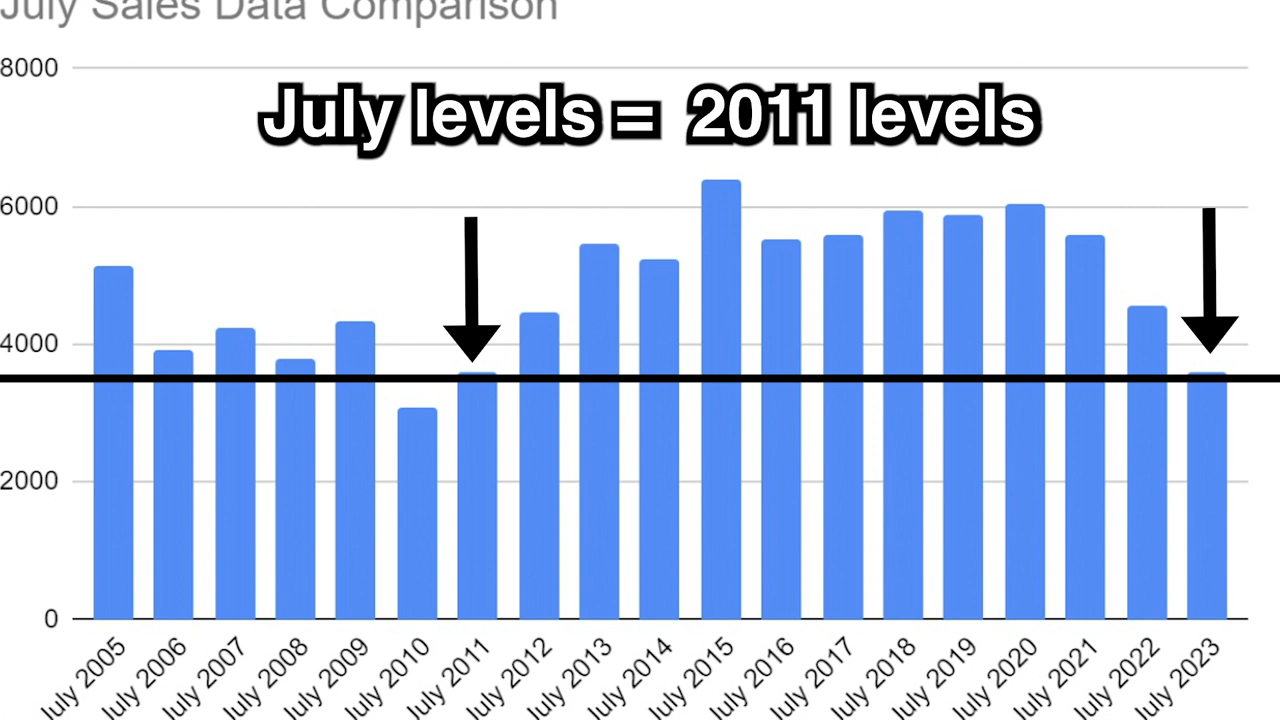 July Sales Data Comparison
8000
July levels = 2011 levels
6000
4000
2000
0
July 2005
July 2006
July 2007
July 2008
July 2009
July 2010
July 2011
July 2012
July 2013
July 2014
July 2015
July 2016
July 2017
July 2018
July 2019
July 2020
July 2021
July 2022
July 2023